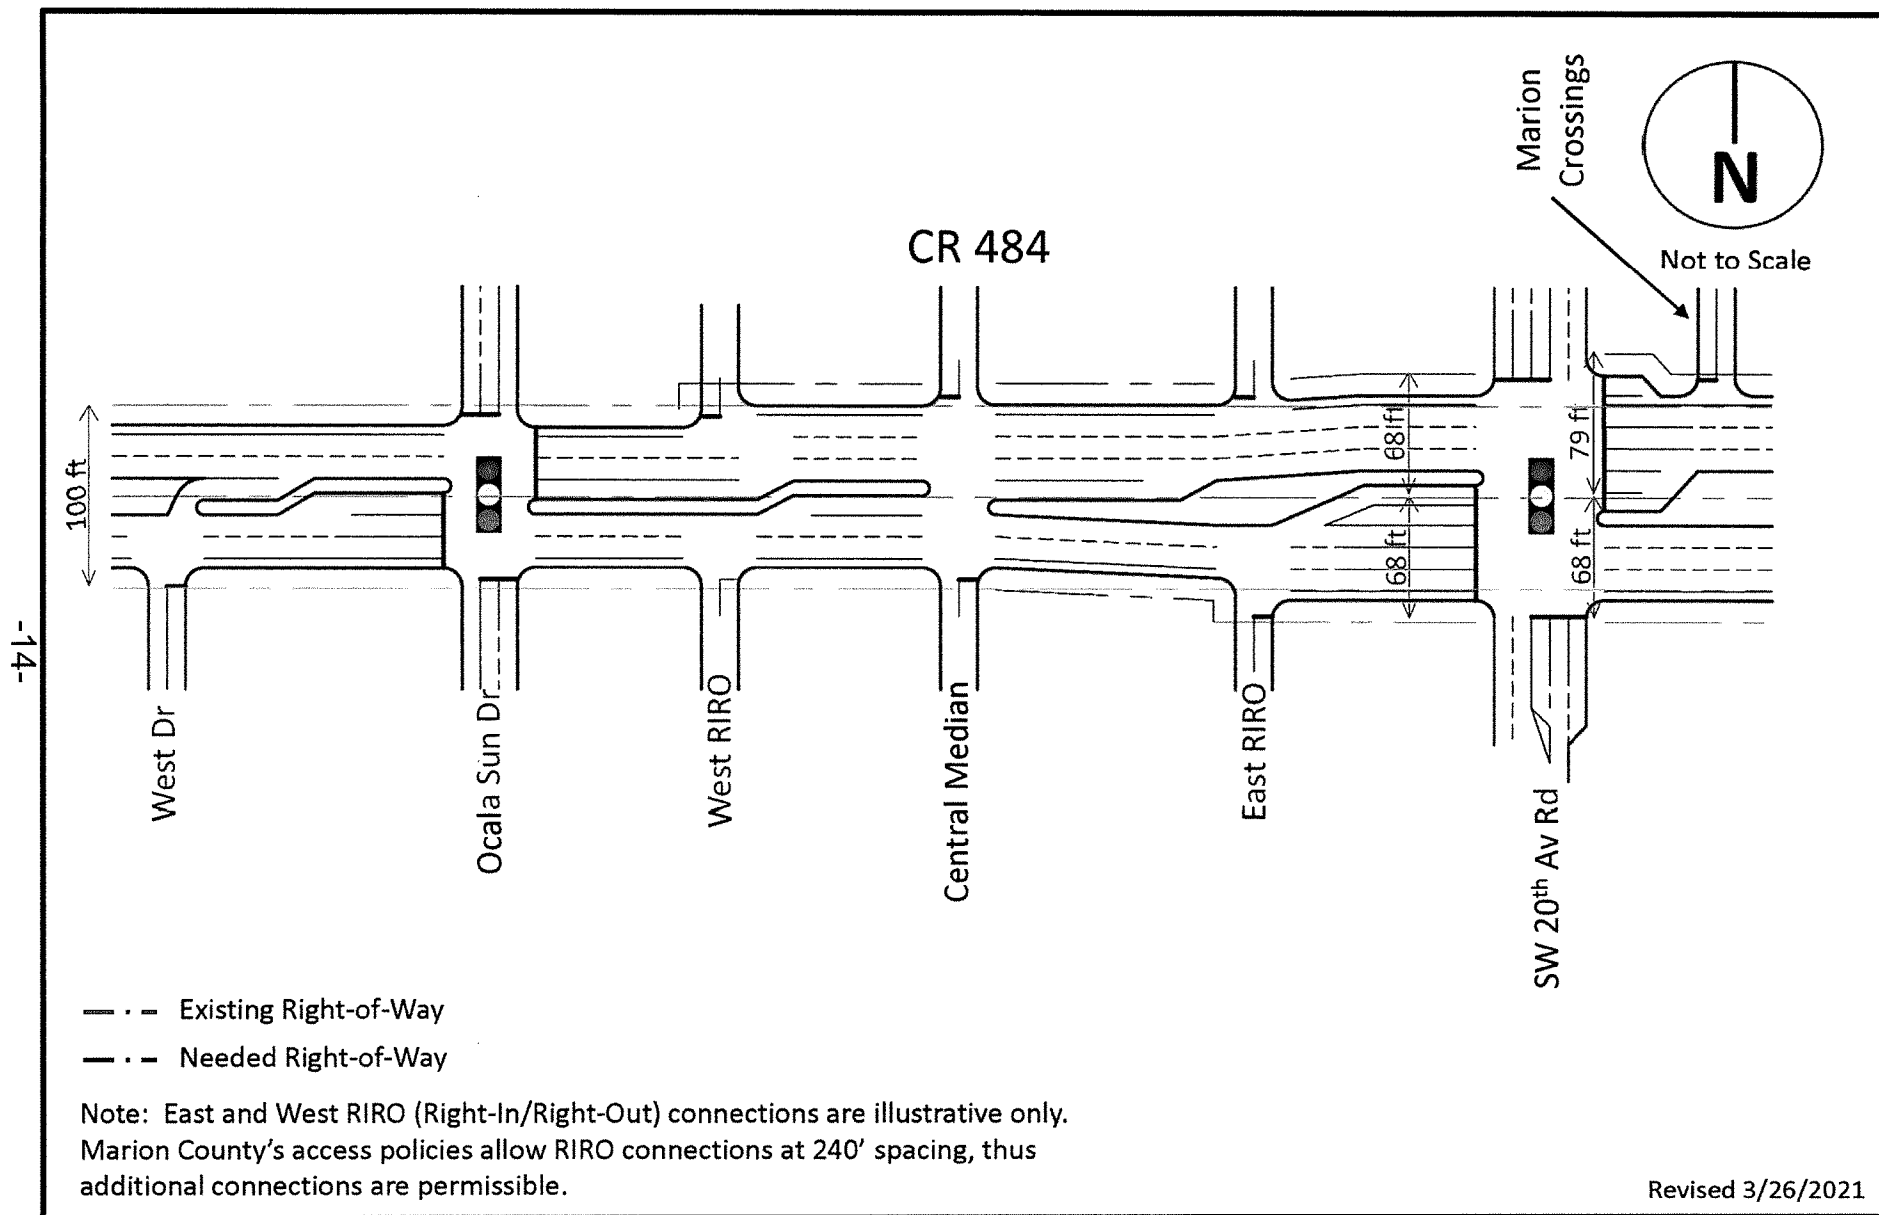 Marion
Crossings
N
Not to Scale
CR 484
100 ft
68 ft
68 ft
79 ft
68 ft
-14-
West Dr
Ocala Sun Dr
West RIRO
Central Median
East RIRO
SW 20th Av Rd
Existing Right-of-Way
Needed Right-of-Way
Note: East and West RIRO (Right-In/Right-Out) connections are illustrative only.
Marion County's access policies allow RIRO connections at 240' spacing, thus
additional connections are permissible.
Revised 3/26/2021